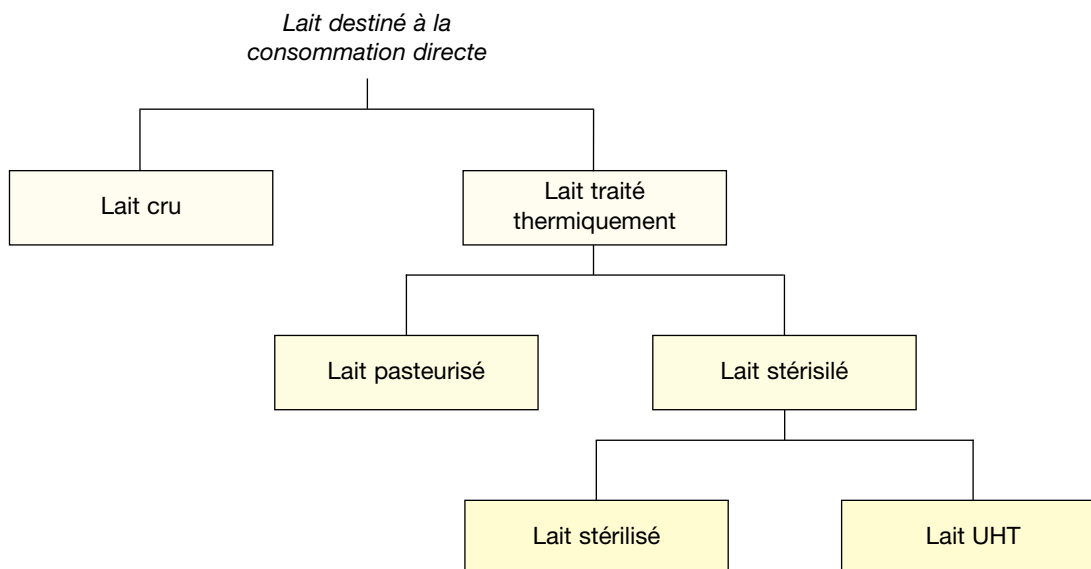 Lait destiné à la
consommation directe
Lait cru
Lait traité
thermiquement
Lait pasteurisé
Lait stérisilé
Lait stérilisé
Lait UHT